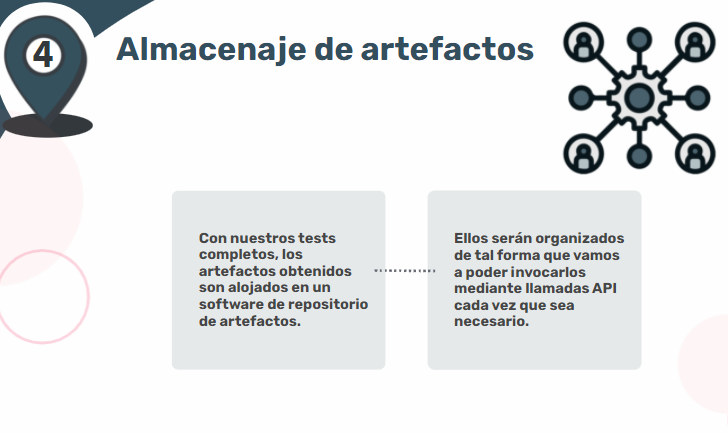 4
Almacenaje de artefactos
Con nuestros tests
completos, los
artefactos obtenidos
son alojados en un
software de repositorio
de artefactos.
Ellos serán organizados
de tal forma que vamos
a poder invocarlos
mediante llamadas API
cada vez que sea
necesario.